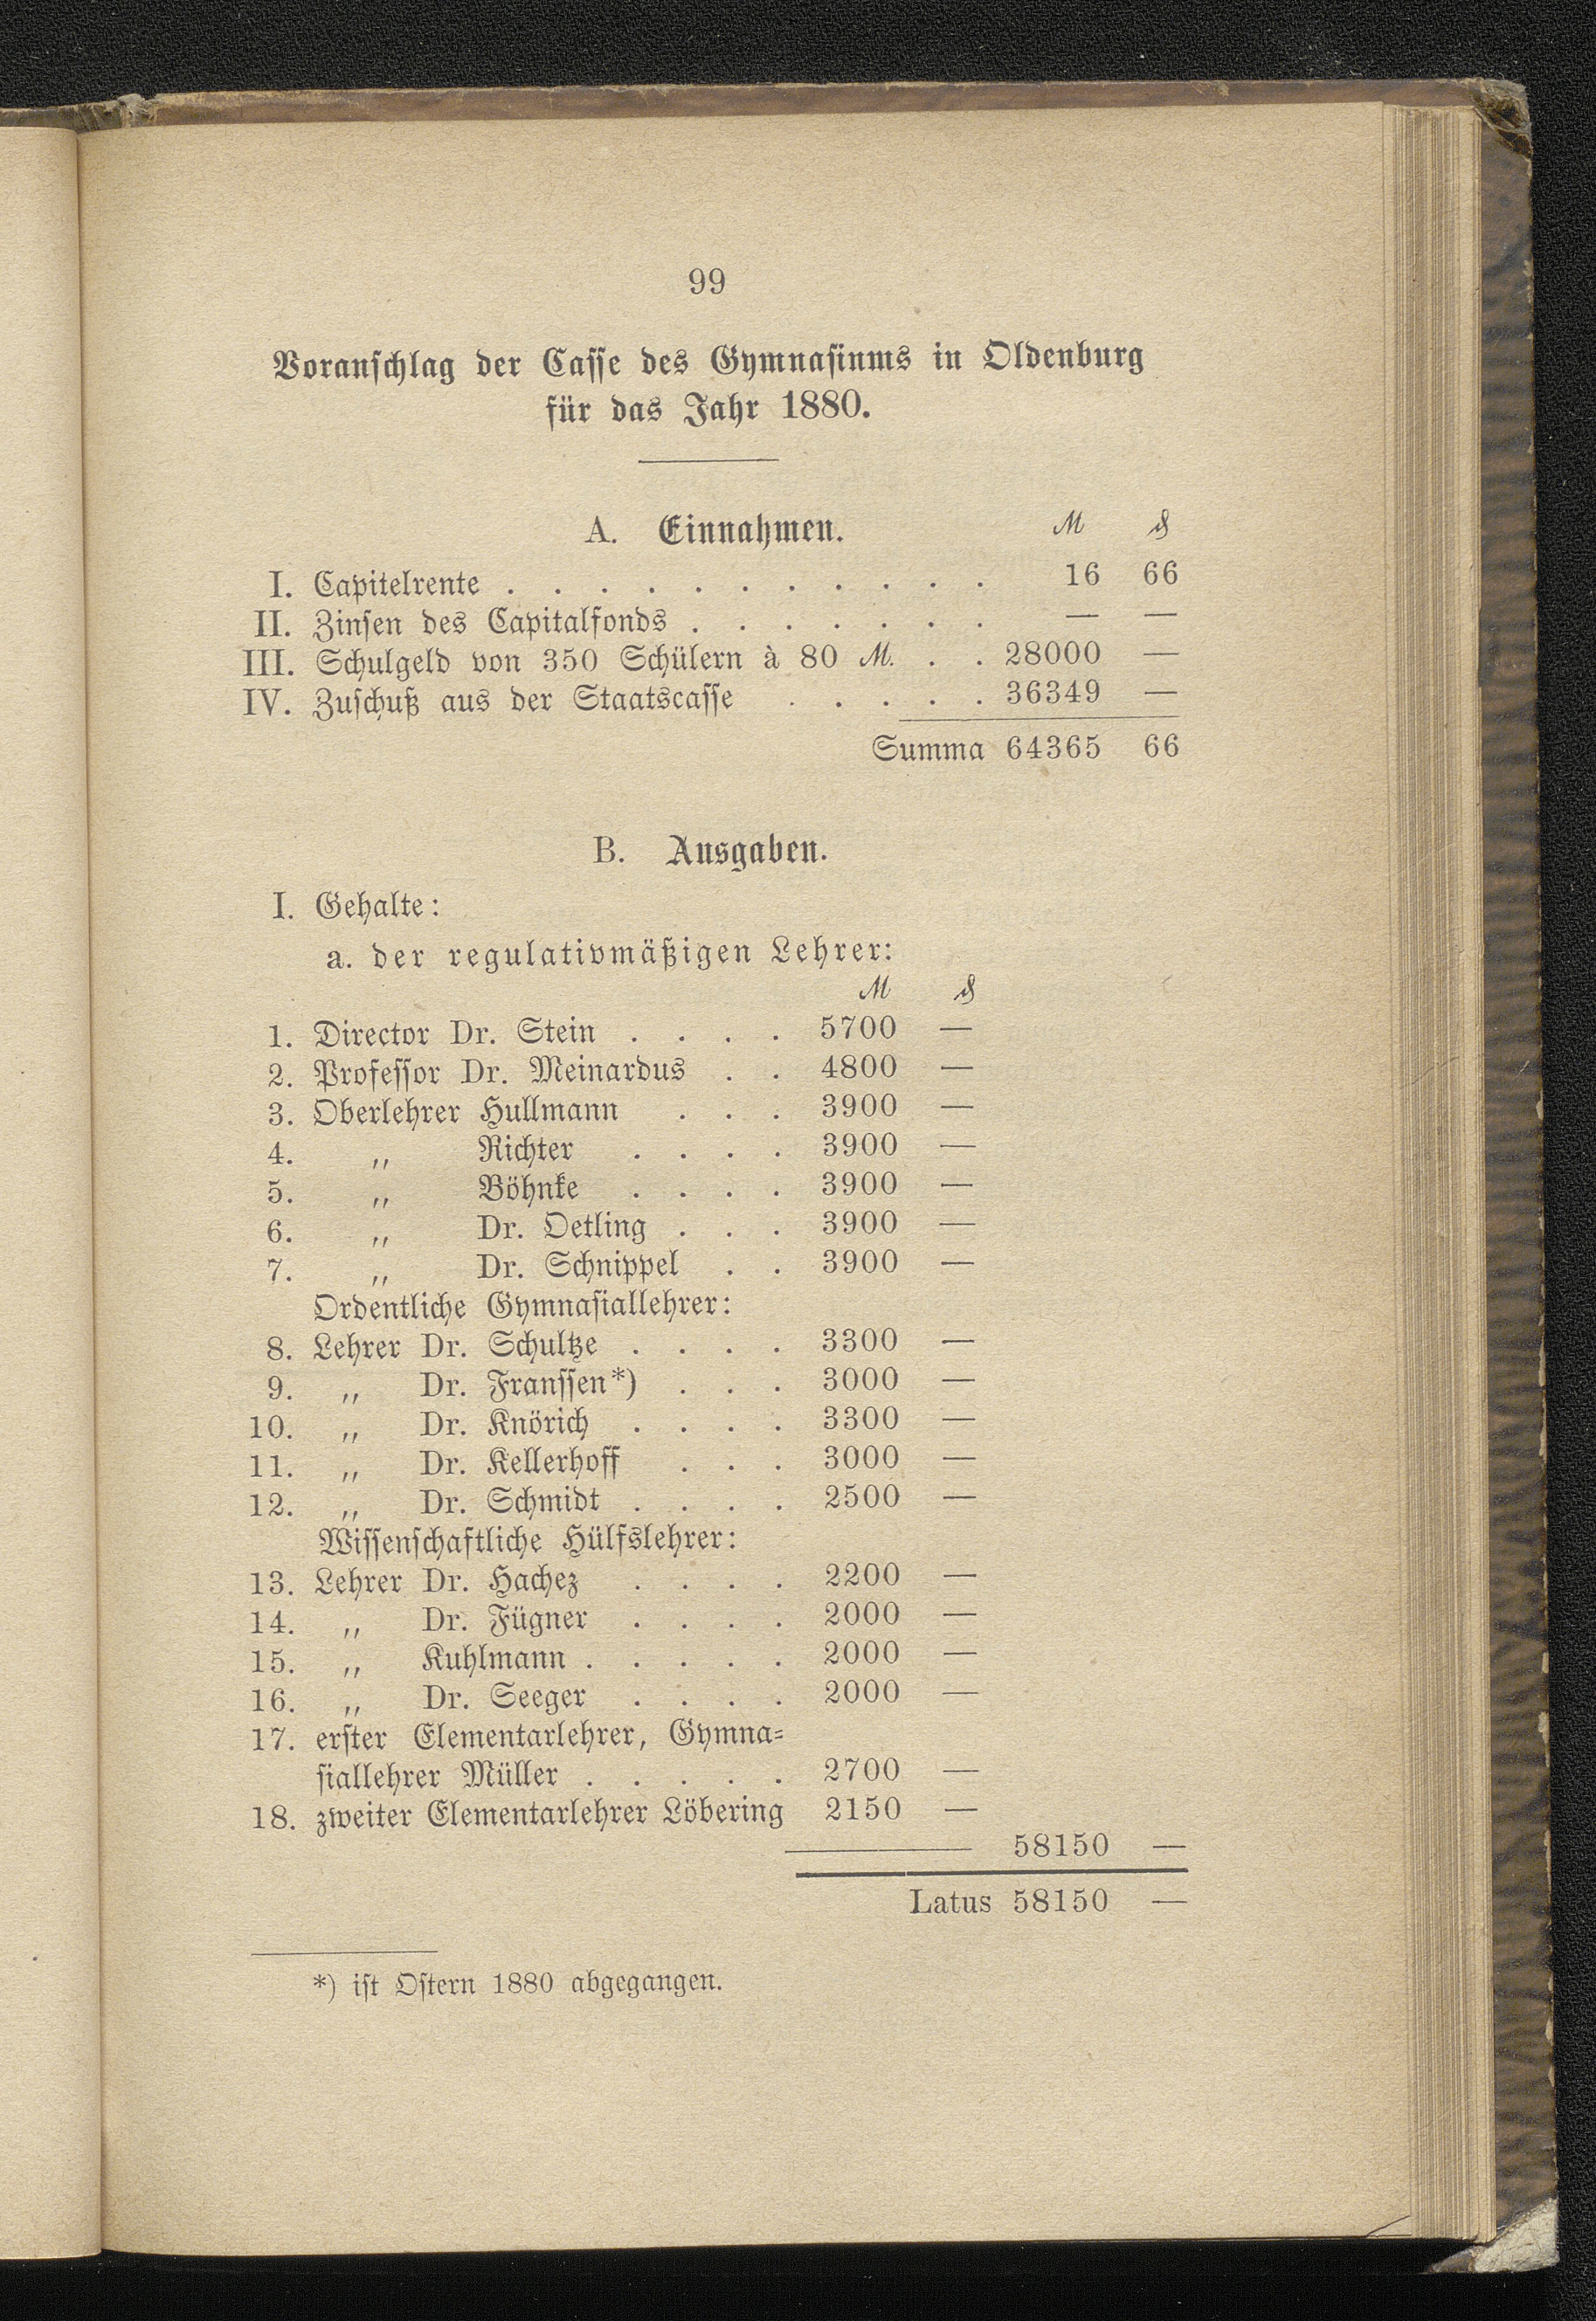 99
Voranschlag der Casse des Gymnasiums in Oldenburg
für das Jahr 1880.
A. Einnahmen. ℳ ₰
I. Capitelrente . . . . . . . . . . . 16 66
II. Zinsen des Capitalfonds . . . . . . . — —
III. Schulgeld von 350 Schülern à 80 ℳ. . . 28000 —
IV. Zuschuß aus der Staatscasse . . . . . 36349 —
Summa 64365 66
B. Ausgaben.
I. Gehalte:
a. der regulativmäßigen Lehrer:
ℳ ₰
1. Director Dr. Stein . . . . 5700 —
2. Professor Dr. Meinardus . . 4800 —
3. Oberlehrer Hullmann . . . 3900 —
4. „ Richter . . . . 3900 —
5. „ Böhnke . . . . 3900 —
6. „ Dr. Oetling . . . 3900 —
7. „ Dr. Schnippel . . 3900 —
Ordentliche Gymnasiallehrer:
8. Lehrer Dr. Schultze . . . . 3300 —
9. „ Dr. Franssen*) . . . 3000 —
10. „ Dr. Knörich . . . . 3300 —
11. „ Dr. Kellerhoff . . . 3000 —
12. „ Dr. Schmidt . . . . 2500 —
Wissenschaftliche Hülfslehrer:
13. Lehrer Dr. Hachez . . . . 2200 —
14. „ Dr. Fügner . . . . 2000 —
15. „ Kuhlmann . . . . . 2000 —
16. „ Dr. Seeger . . . . 2000 —
17. erster Elementarlehrer, Gymna-
siallehrer Müller . . . . . 2700 —
18. zweiter Elementarlehrer Löbering 2150 —
58150 —
Latus 58150 —
*) ist Ostern 1880 abgegangen.